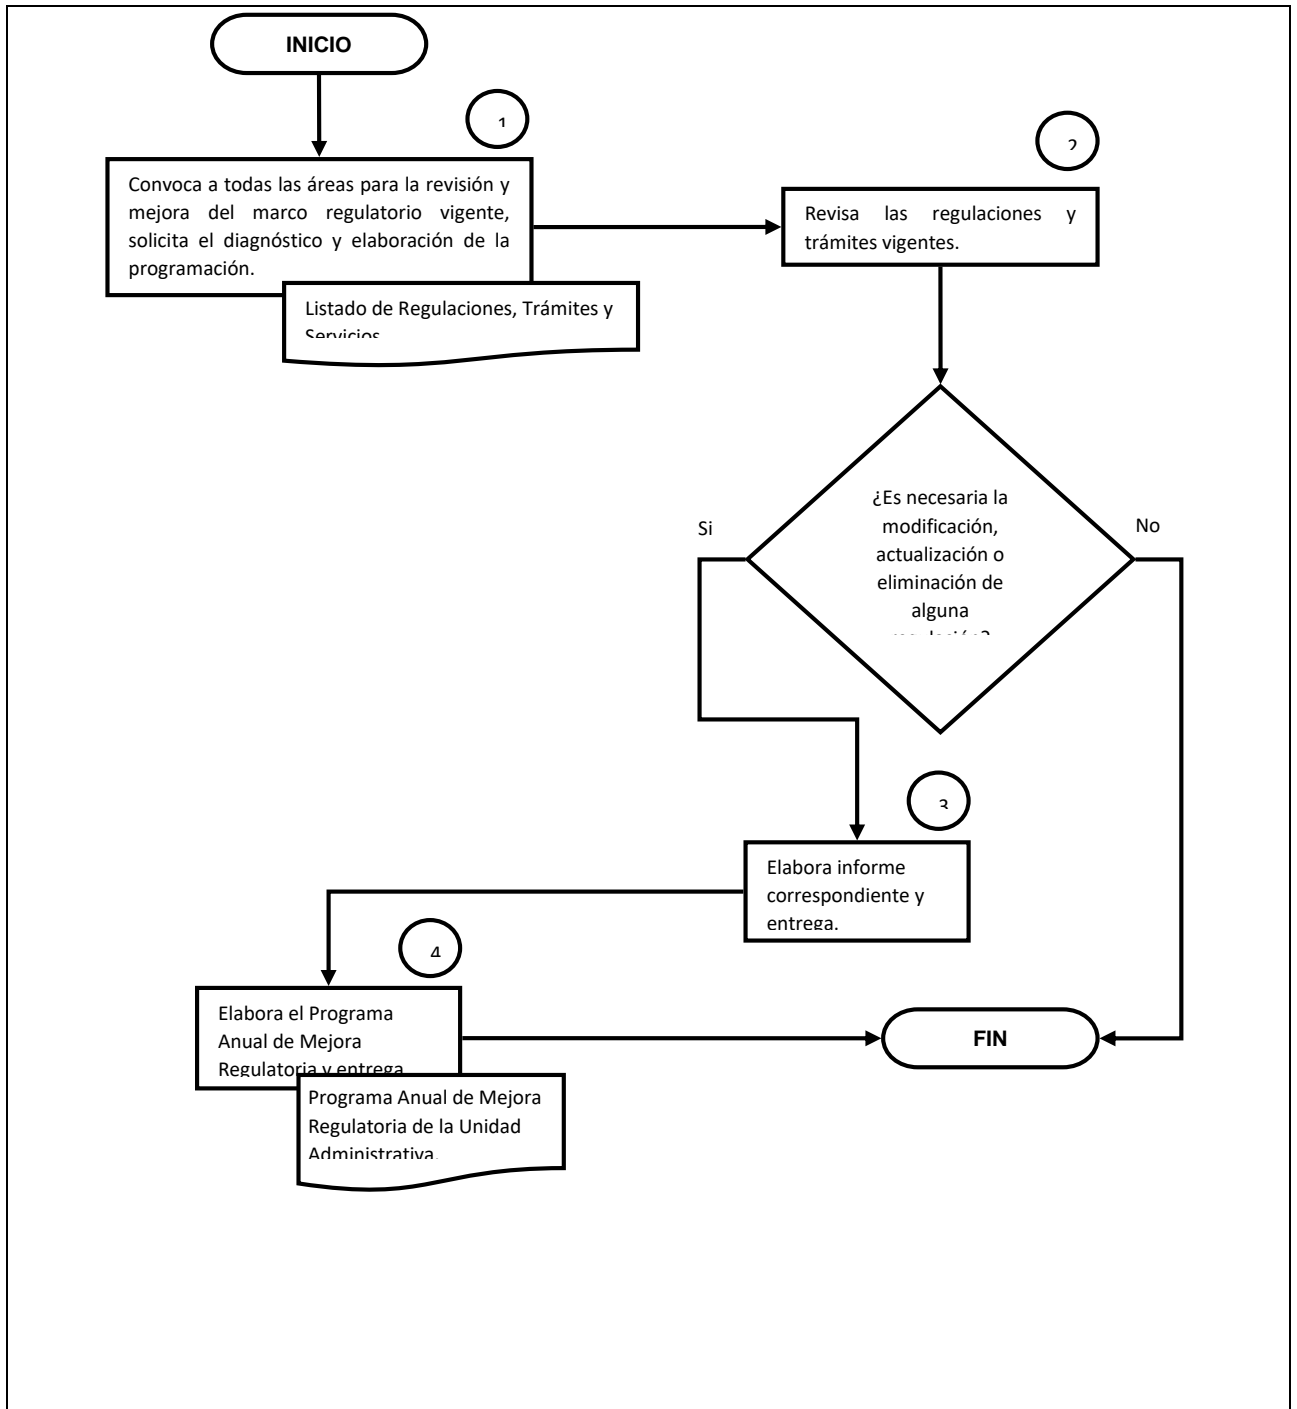 INICIO
1
2
Convoca a todas las áreas para la revisión y
mejora del marco regulatorio vigente,
solicita el diagnóstico y elaboración de la
programación.
Revisa las regulaciones y
trámites vigentes.
Listado de Regulaciones, Trámites y
Servicios
¿Es necesaria la
modificación,
actualización o
eliminación de
alguna
regulación?
Si
No
3
Elabora informe
correspondiente y
entrega.
4
Elabora el Programa
Anual de Mejora
Regulatoria y entrega
FIN
Programa Anual de Mejora
Regulatoria de la Unidad
Administrativa.